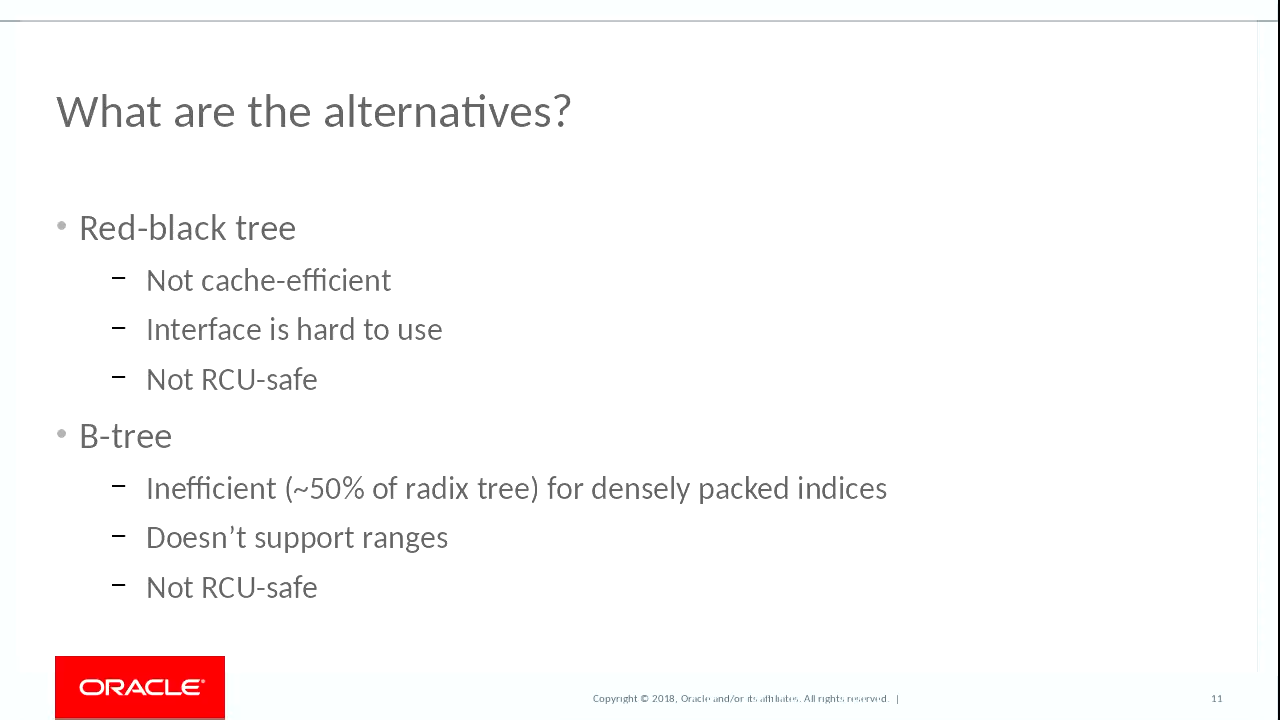 What are the alternatives?
• Red-black tree
– Not cache-efficient
– Interface is hard to use
– Not RCU-safe
• B-tree
– Inefficient (~50% of radix tree) for densely packed indices
– Doesn’t support ranges
– Not RCU-safe
ORACLE®
Copyright © 2018, Oracle and/or its affiliates. All rights reserved. |
11